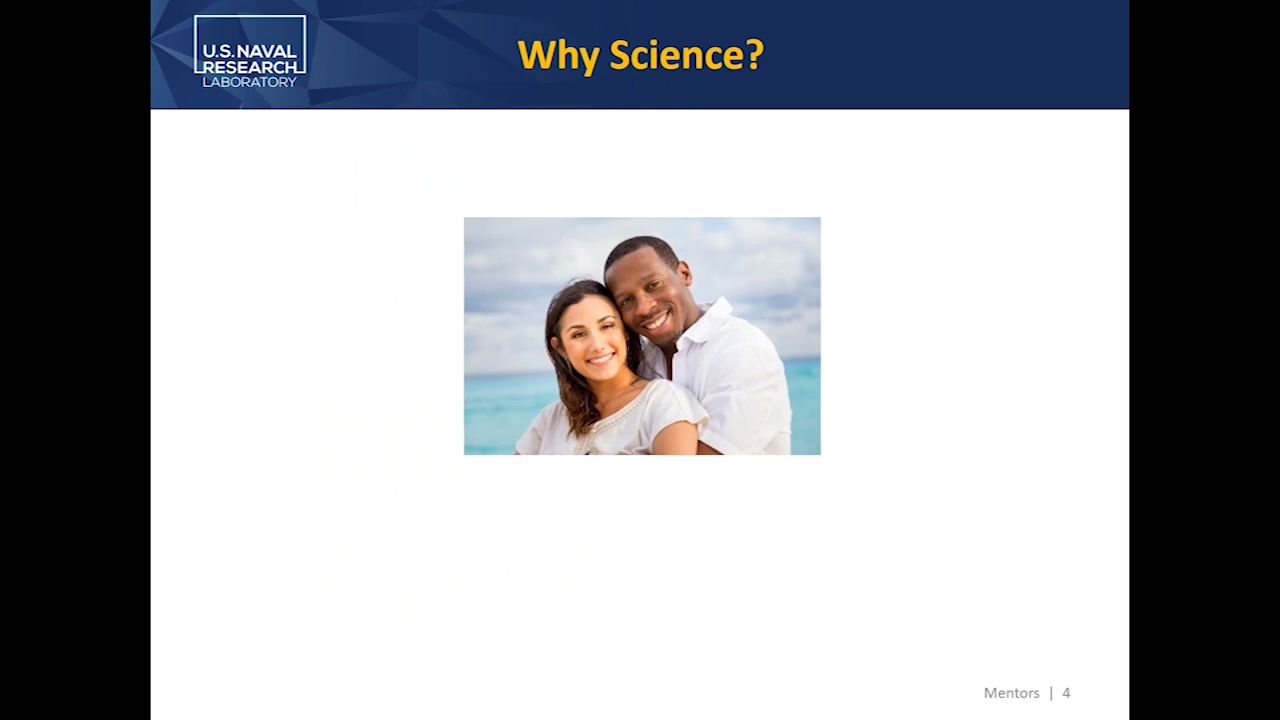 U.S. NAVAL
RESEARCH
LABORATORY
Why Science?
Mentors | 4